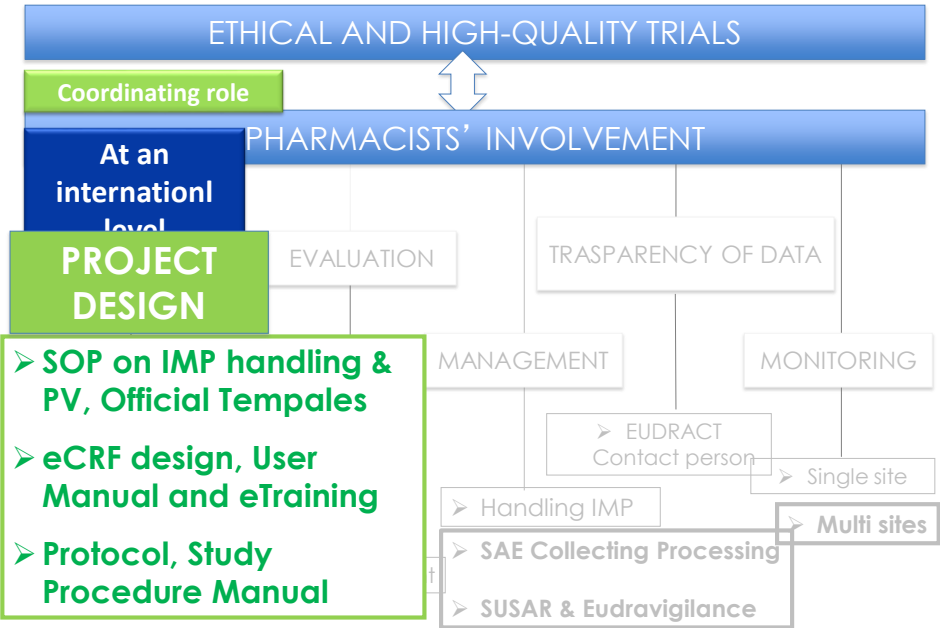 ETHICAL AND HIGH-QUALITY TRIALS
Coordinating role
PHARMACISTS’ INVOLVEMENT
At an
internationl
level
PROJECT
DESIGN
EVALUATION
TRASPARENCY OF DATA
➢ SOP on IMP handling &
PV, Official Tempales
➢ eCRF design, User
Manual and eTraining
➢ Protocol, Study
Procedure Manual
MANAGEMENT
MONITORING
➢ EUDRACT
Contact person
➢ Single site
➢ Multi sites
➢ Handling IMP
➢ SAE Collecting Processing
➢ SUSAR & Eudravigilance